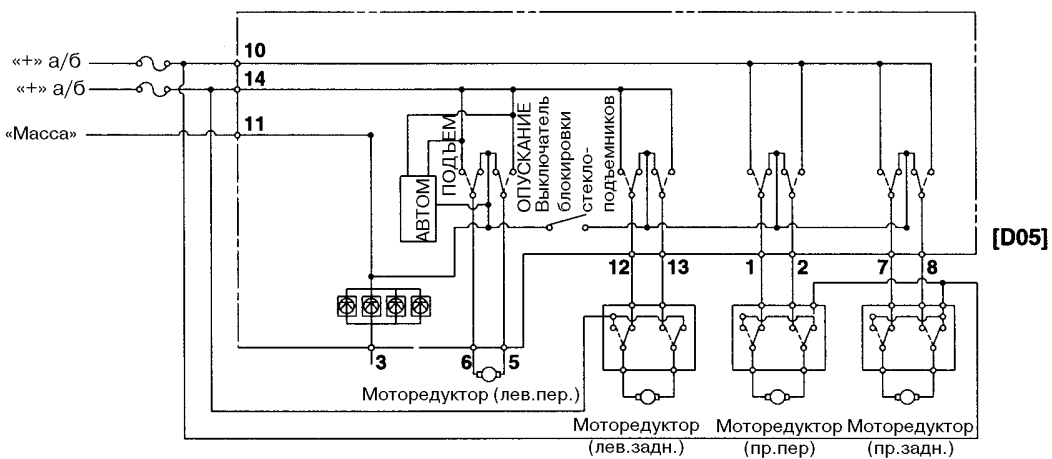 «+» а/б
10
«+» а/б
14
«Масса»
11
АВТОМ
ПОДЪЕМ
ОПУСКАНИЕ
Выключатель
блокировки
стекло-
подъемников
[D05]
12
13
1
2
7
8
3
6
5
Моторедуктор (лев.пер.)
Моторедуктор
(лев.задн.)
Моторедуктор
(пр.пер)
Моторедуктор
(пр.задн.)